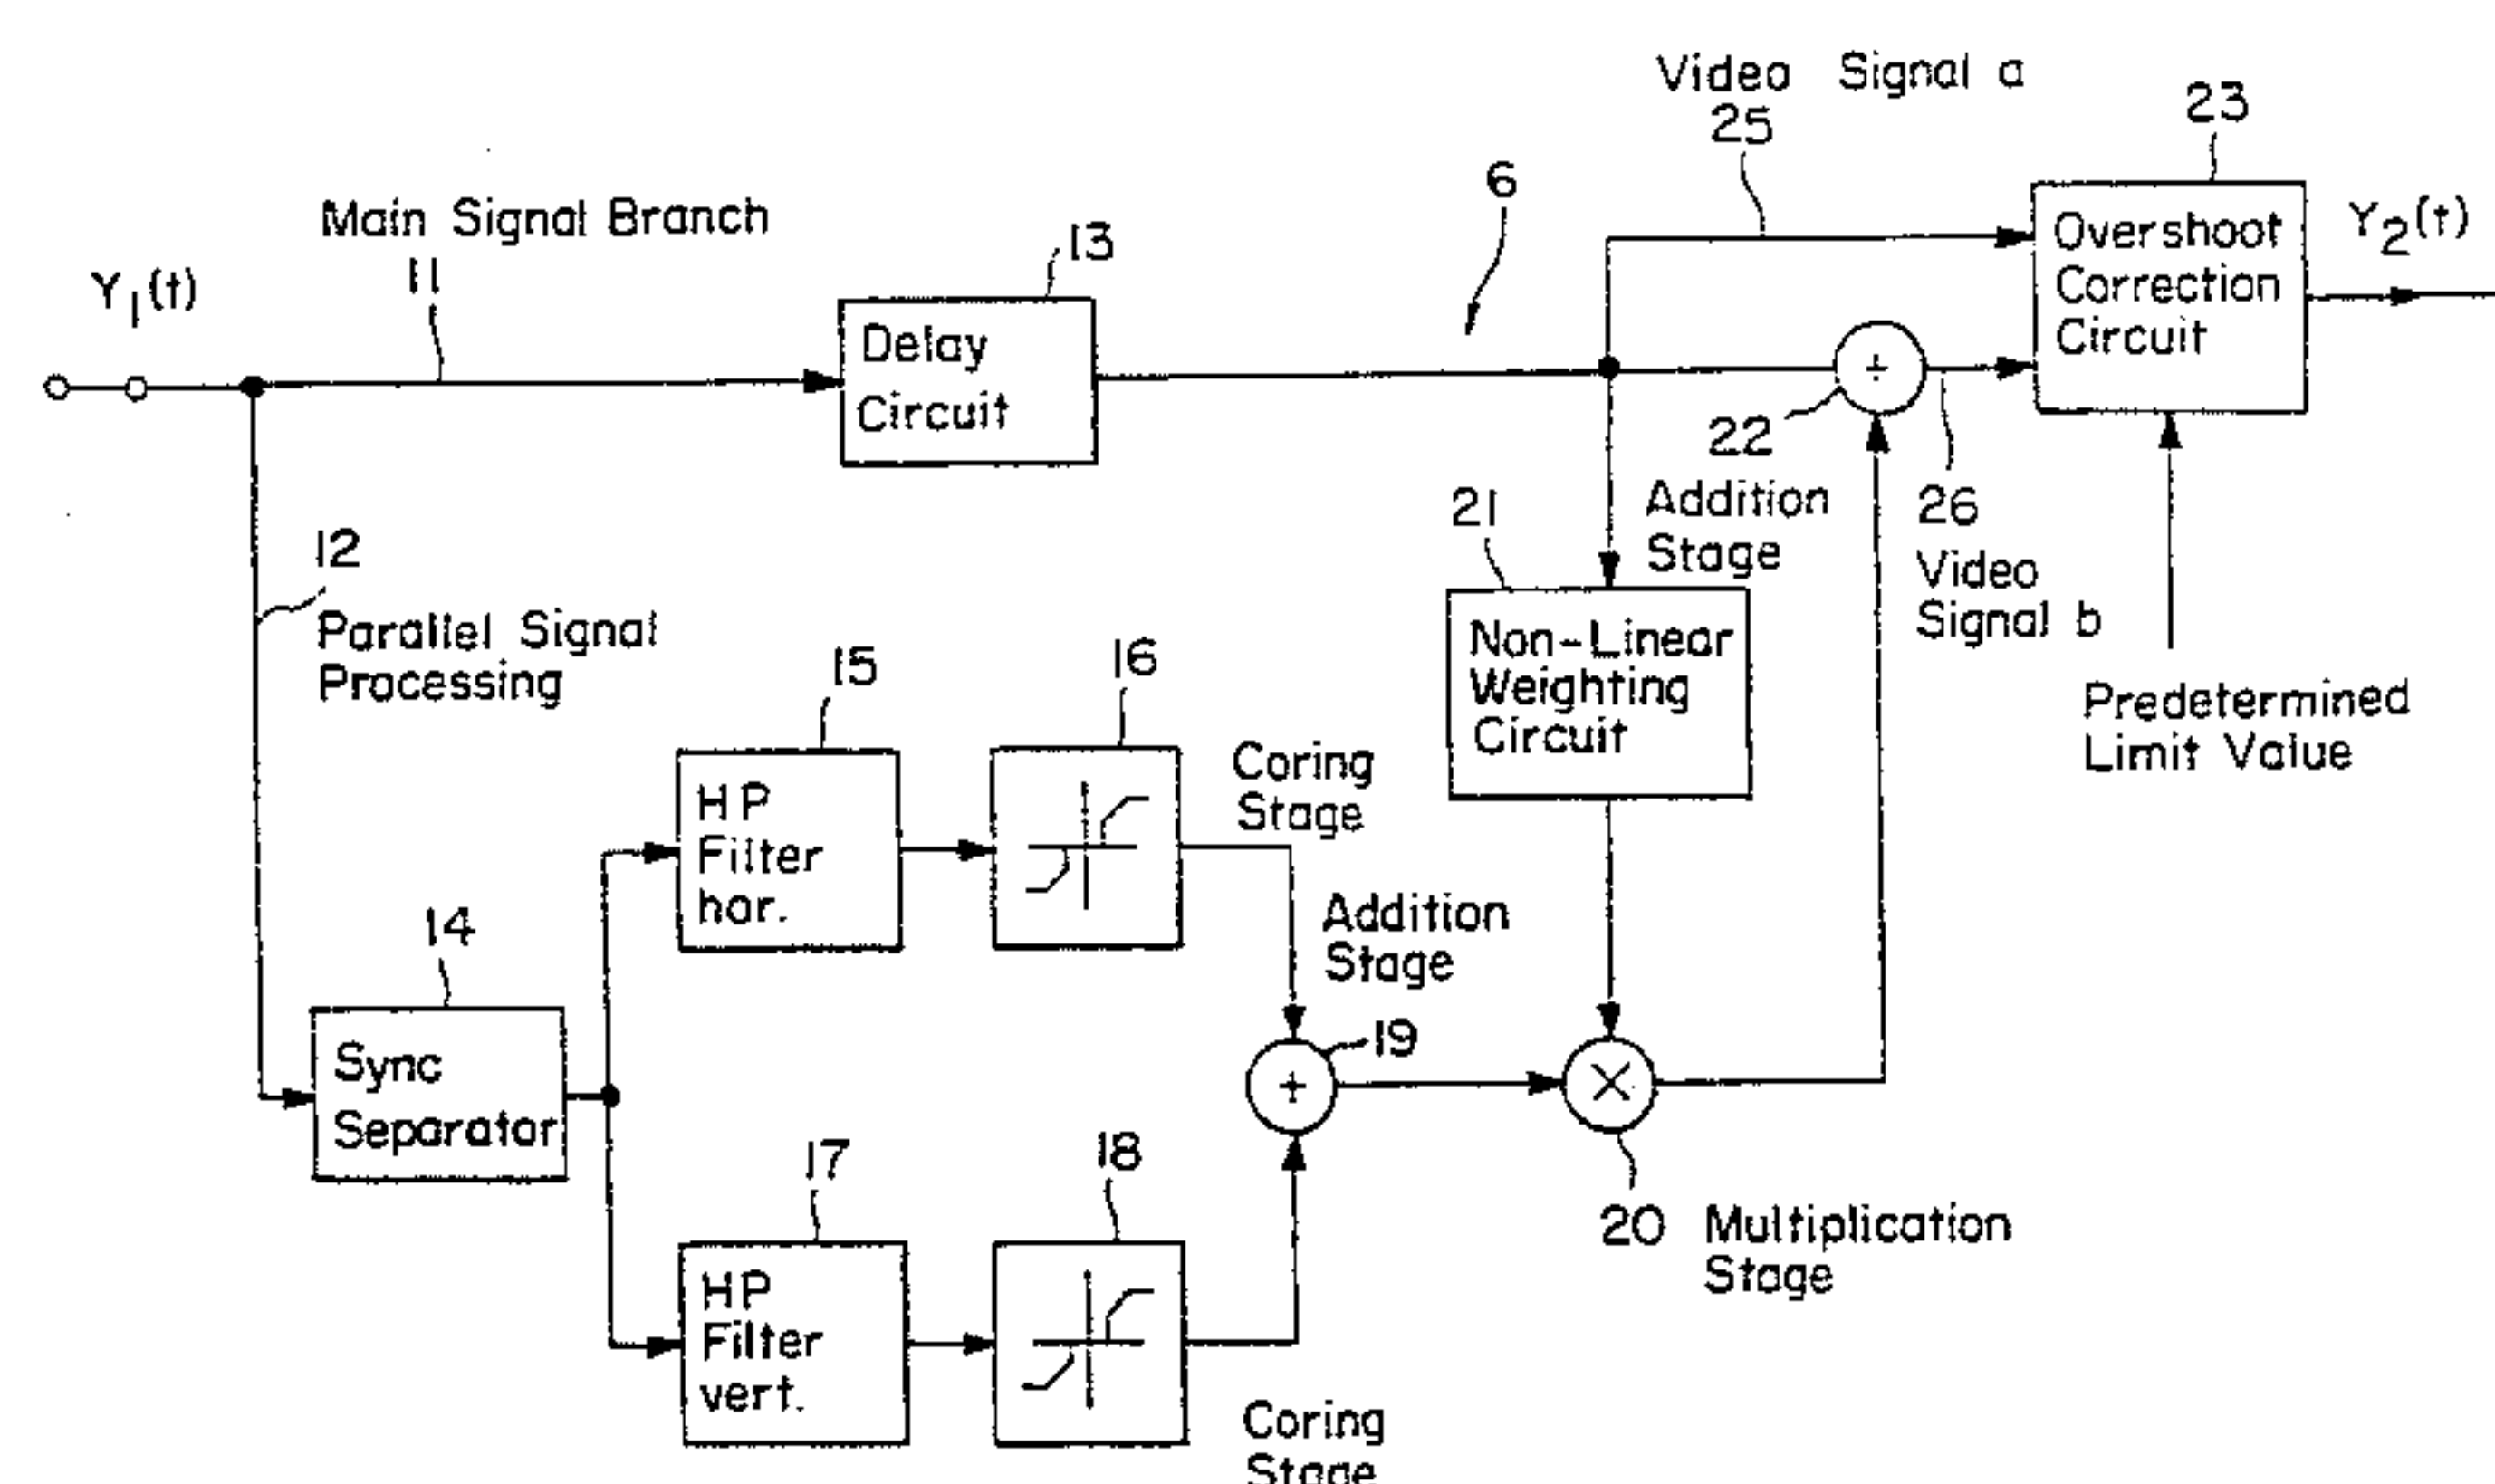 Video Signal a
25
23
6
Main Signal Branch
11
13
Y1(t)
Overshoot
Correction
Circuit
Y2(t)
Delay
Circuit
+
22
21
Addition
Stage
26
Video
Signal b
12
Parallel Signal
Processing
Non-Linear
Weighting
Circuit
Predetermined
Limit Value
15
16
HP
Filter
hor.
Coring
Stage
14
Addition
Stage
Sync
Separator
19
+
×
17
18
20 Multiplication
Stage
HP
Filter
vert.
Coring
Stage